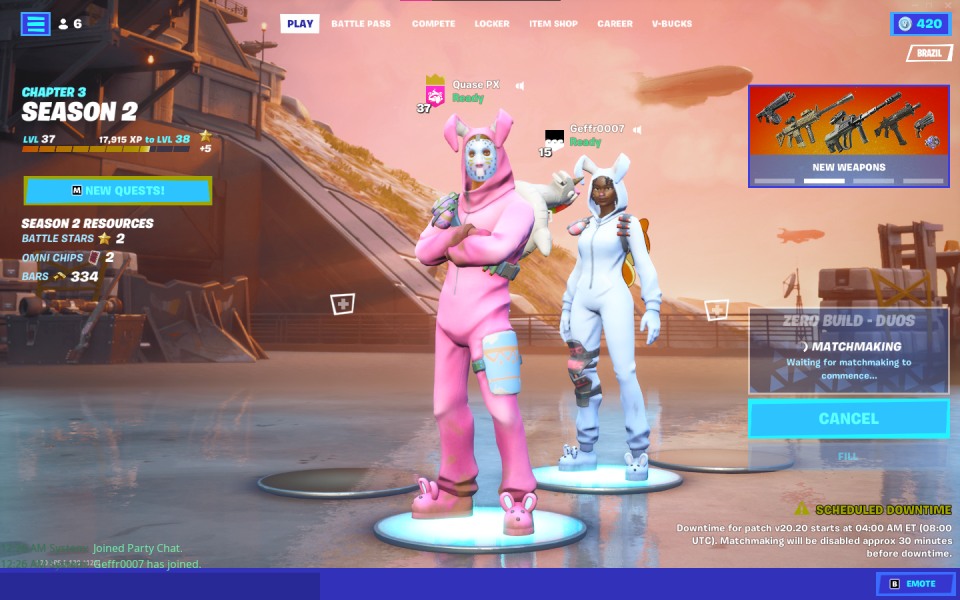 6
PLAY
BATTLE PASS
COMPETE
LOCKER
ITEM SHOP
CAREER
V-BUCKS
420
BRAZIL
CHAPTER 3
SEASON 2
LVL 37
17,915 XP to LVL 38
+5
M NEW QUESTS!
SEASON 2 RESOURCES
BATTLE STARS 2
OMNI CHIPS 2
BARS 334
Quase PX
Ready
37
Geffr0007
Ready
15
NEW WEAPONS
ZERO BUILD - DUOS
MATCHMAKING
Waiting for matchmaking to
commence...
CANCEL
FILL
SCHEDULED DOWNTIME
Downtime for patch v20.20 starts at 04:00 AM ET (08:00
UTC). Matchmaking will be disabled approx 30 minutes
before downtime.
Joined Party Chat.
Geffr0007 has joined.
B EMOTE